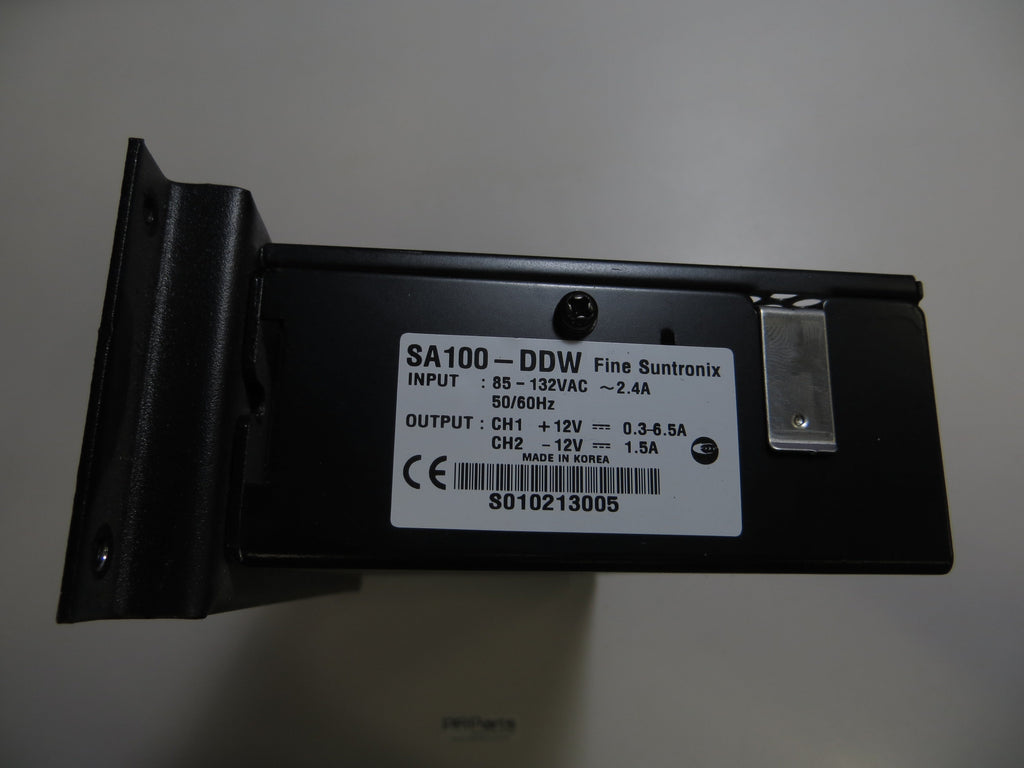 SA100-DDW Fine Suntronix
INPUT : 85-132VAC ~2.4A
50/60Hz
OUTPUT : CH1 +12V ⎓ 0.3-6.5A
CH2 -12V ⎓ 1.5A
MADE IN KOREA
CE
S010213005